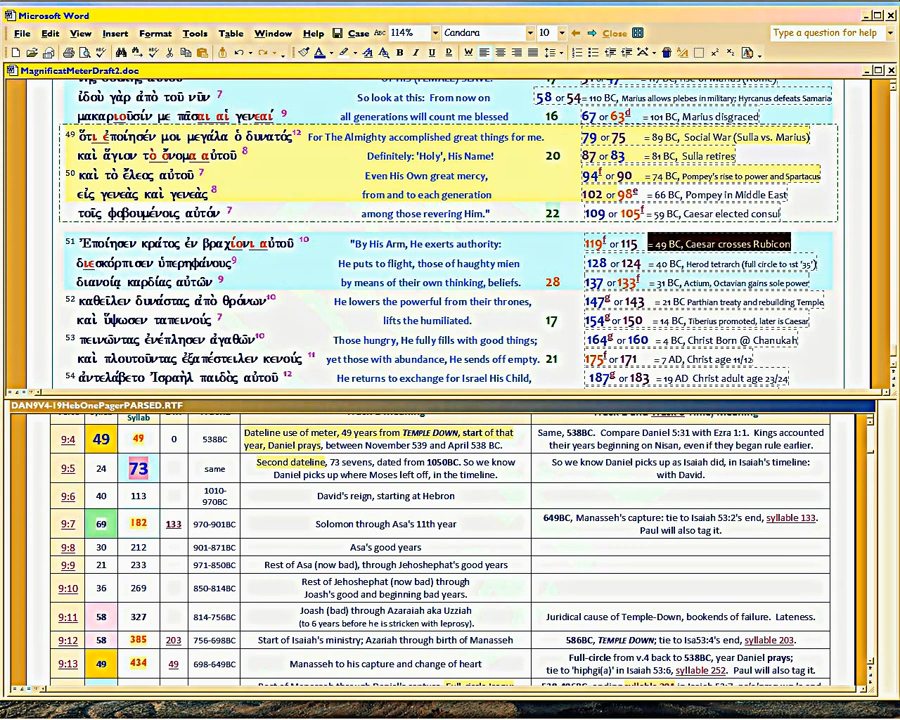 Microsoft Word
File Edit View Insert Format Tools Table Window Help Save Case 114% Candara 10 Close Type a question for help
MagnificatMeterDraft2.doc
ἰδοὺ γὰρ ἀπὸ τοῦ νῦν 7 So look at this: From now on 58 or 54 = 110 BC, Marius allows plebes in military; Hyrcanus defeats Samaria
μακαριοῦσίν με πᾶσαι αἱ γενεαί 9 all generations will count me blessed 16 67 or 63d = 101 BC, Marius disgraced
49 ὅτι ἐποίησέν μοι μεγάλα ὁ δυνατός 12 For The Almighty accomplished great things for me. 79 or 75 = 89 BC, Social War (Sulla vs. Marius)
καὶ ἅγιον τὸ ὄνομα αὐτοῦ 8 Definitely: 'Holy', His Name! 20 87 or 83 = 81 BC, Sulla retires
50 καὶ τὸ ἔλεος αὐτοῦ 7 Even His Own great mercy, 94f or 90 = 74 BC, Pompey's rise to power and Spartacus
εἰς γενεὰς καὶ γενεὰς 8 from and to each generation 102 or 98e = 66 BC, Pompey in Middle East
τοῖς φοβουμένοις αὐτόν 7 among those revering Him." 22 109 or 105f = 59 BC, Caesar elected consul
51 Ἐποίησεν κράτος ἐν βραχίονι αὐτοῦ 10 "By His Arm, He exerts authority: 119f or 115 = 49 BC, Caesar crosses Rubicon
διεσκόρπισεν ὑπερηφάνους 9 He puts to flight, those of haughty mien 128 or 124 = 40 BC, Herod tetrarch (full circle to 1st '35')
διανοίᾳ καρδίας αὐτῶν 9 by means of their own thinking, beliefs. 28 137 or 133f = 31 BC, Actium, Octavian gains sole power
52 καθεῖλεν δυνάστας ἀπὸ θρόνων 10 He lowers the powerful from their thrones, 147g or 143 = 21 BC Parthian treaty and rebuilding Temple
καὶ ὕψωσεν ταπεινούς 7 lifts the humiliated. 17 154g or 150 = 14 BC, Tiberius promoted, later is Caesar
53 πεινῶντας ἐνέπλησεν ἀγαθῶν 10 Those hungry, He fully fills with good things; 164g or 160 = 4 BC, Christ Born @ Chanukah
καὶ πλουτοῦντας ἐξαπέστειλεν κενούς 11 yet those with abundance, He sends off empty. 21 175f or 171 = 7 AD, Christ age 11/12
54 ἀντελάβετο Ἰσραὴλ παιδὸς αὐτοῦ 12 He returns to exchange for Israel His Child, 187g or 183 = 19 AD Christ adult age 23/24
DAN9V4-19HebOnePagerPARSED.RTF
Syllab
9:4 49 49 0 538BC Dateline use of meter, 49 years from TEMPLE DOWN, start of that year, Daniel prays, between November 539 and April 538 BC. Same, 538BC. Compare Daniel 5:31 with Ezra 1:1. Kings accounted their years beginning on Nisan, even if they began rule earlier.
9:5 24 73 same Second dateline, 73 sevens, dated from 1050BC. So we know Daniel picks up where Moses left off, in the timeline. So we know Daniel picks up as Isaiah did, in Isaiah's timeline: with David.
9:6 40 113 1010-970BC David's reign, starting at Hebron
9:7 69 182 133 970-901BC Solomon through Asa's 11th year 649BC, Manasseh's capture: tie to Isaiah 53:2's end, syllable 133. Paul will also tag it.
9:8 30 212 901-871BC Asa's good years
9:9 21 233 971-850BC Rest of Asa (now bad), through Jehoshephat's good years
9:10 36 269 850-814BC Rest of Jehoshephat (now bad) through Joash's good and beginning bad years.
9:11 58 327 814-756BC Joash (bad) through Azaraiah aka Uzziah (to 6 years before he is stricken with leprosy). Juridical cause of Temple-Down, bookends of failure. Lateness.
9:12 58 385 203 756-698BC Start of Isaiah's ministry; Azariah through birth of Manasseh 586BC, TEMPLE DOWN; tie to Isa53:4's end, syllable 203.
9:13 49 434 49 698-649BC Manasseh to his capture and change of heart Full-circle from v.4 back to 538BC, year Daniel prays; tie to 'hiphgi(a)' in Isaiah 53:6, syllable 252. Paul will also tag it.